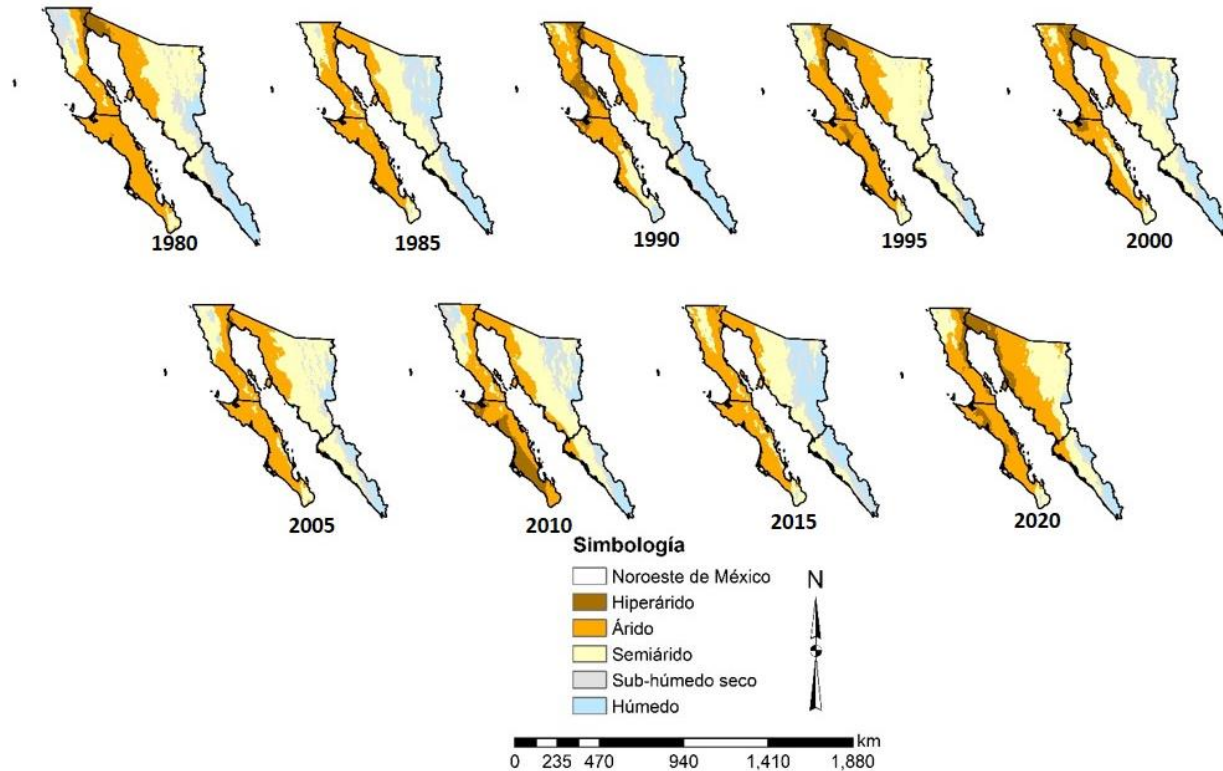 1980
1985
1990
1995
2000
2005
2010
2015
2020
Simbología
Noroeste de México
Hiperárido
Árido
Semiárido
Sub-húmedo seco
Húmedo
N
km
0 235 470 940 1,410 1,880